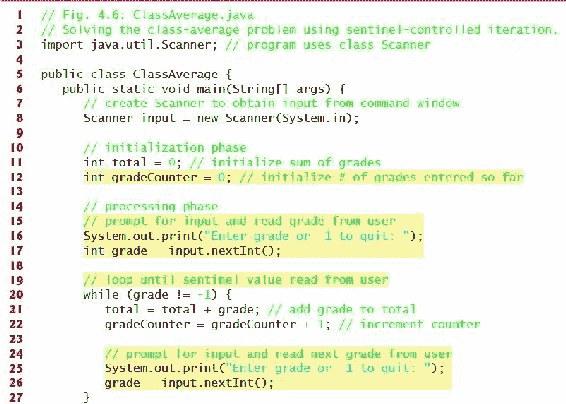 1 // Fig. 4.6: ClassAverage.java
2 // Solving the class-average problem using sentinel-controlled iteration.
3 import java.util.Scanner; // program uses class Scanner
4
5 public class ClassAverage {
6 public static void main(String[] args) {
7 // create Scanner to obtain input from command window
8 Scanner input = new Scanner(System.in);
9
10 // initialization phase
11 int total = 0; // initialize sum of grades
12 int gradeCounter = 0; // initialize # of grades entered so far
13
14 // processing phase
15 // prompt for input and read grade from user
16 System.out.print("Enter grade or 1 to quit: ");
17 int grade input.nextInt();
18
19 // loop until sentinel value read from user
20 while (grade != -1) {
21 total = total + grade; // add grade to total
22 gradeCounter = gradeCounter + 1; // increment counter
23
24 // prompt for input and read next grade from user
25 System.out.print("Enter grade or 1 to quit: ");
26 grade input.nextInt();
27 }